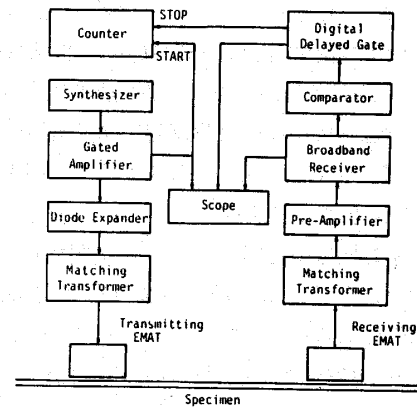 Counter
STOP
START
Digital
Delayed Gate
Synthesizer
Comparator
Gated
Amplifier
Broadband
Receiver
Scope
Diode Expander
Pre-Amplifier
Matching
Transformer
Matching
Transformer
Transmitting
EMAT
Receiving
EMAT
Specimen